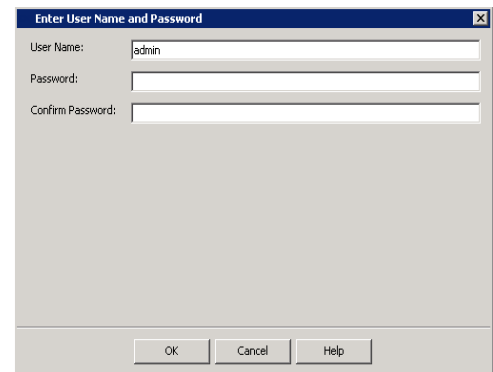 Enter User Name and Password
User Name: admin
Password:
Confirm Password:
OK Cancel Help